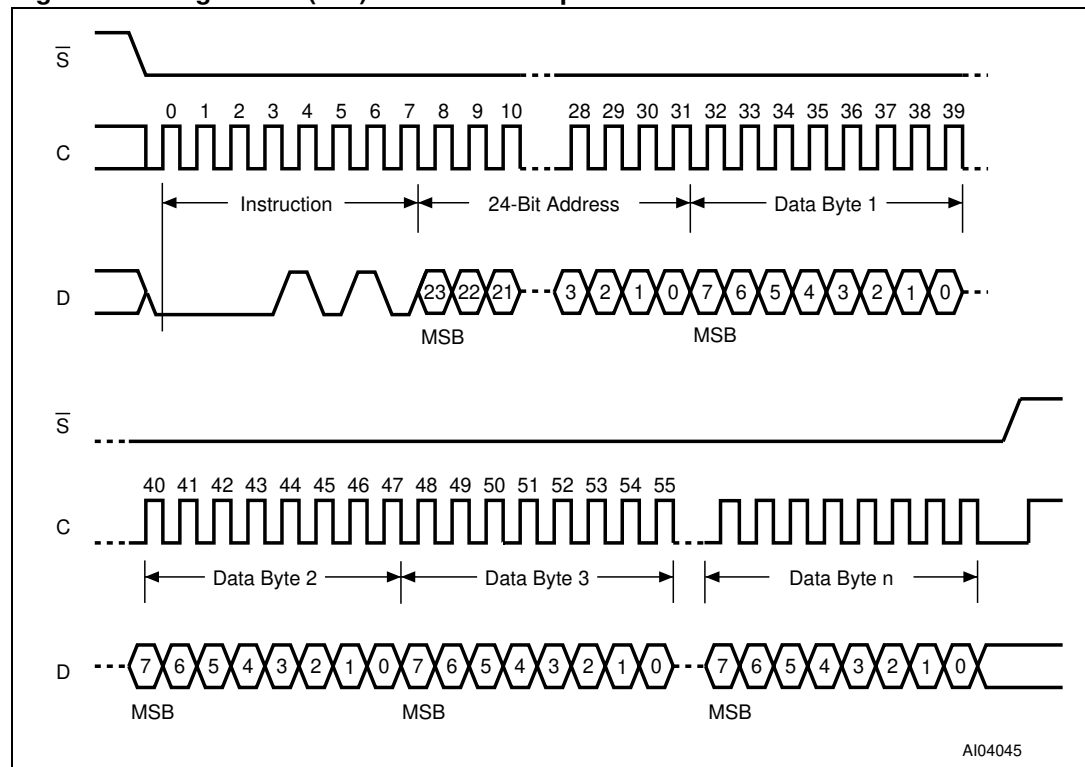 S
0 1 2 3 4 5 6 7 8 9 10 28 29 30 31 32 33 34 35 36 37 38 39
C
Instruction 24-Bit Address Data Byte 1
D 23 22 21 3 2 1 0 7 6 5 4 3 2 1 0
MSB MSB
S
40 41 42 43 44 45 46 47 48 49 50 51 52 53 54 55
C
Data Byte 2 Data Byte 3 Data Byte n
D 7 6 5 4 3 2 1 0 7 6 5 4 3 2 1 0 7 6 5 4 3 2 1 0
MSB MSB MSB
AI04045